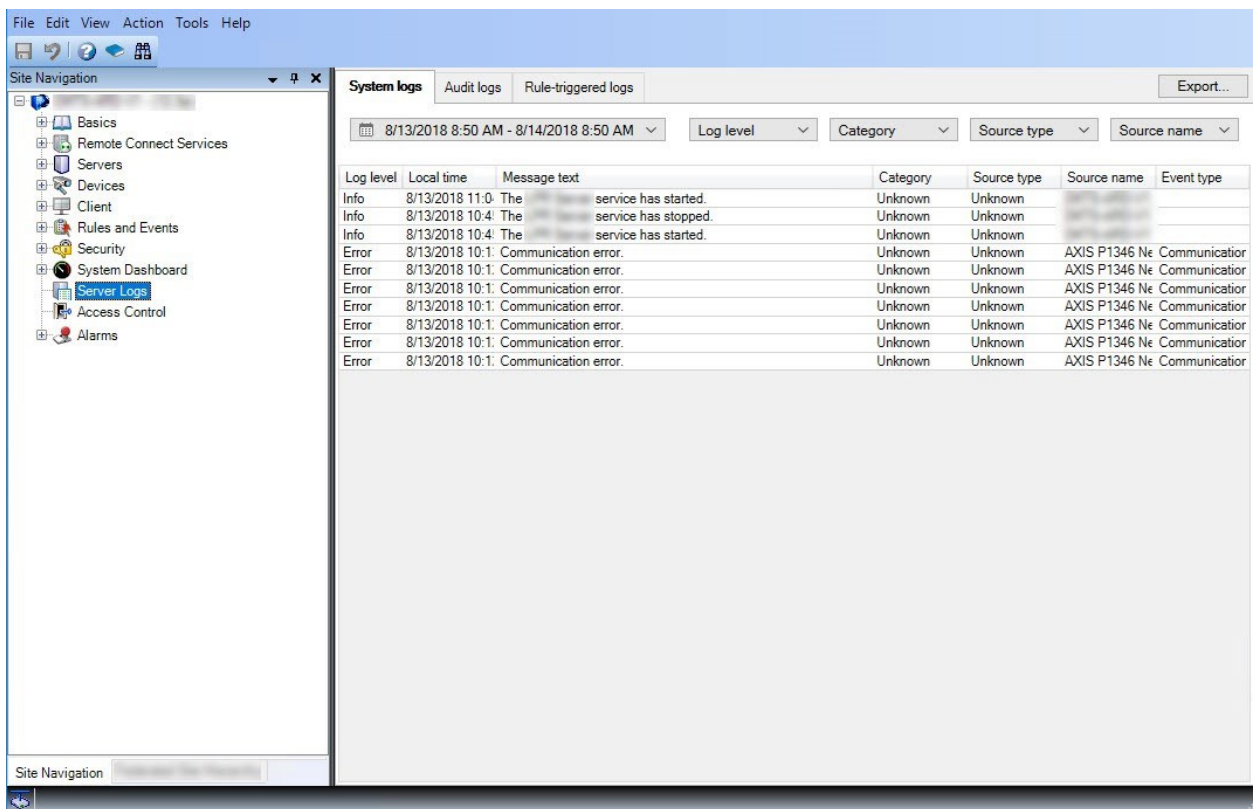 File Edit View Action Tools Help
Site Navigation
Basics
Remote Connect Services
Servers
Devices
Client
Rules and Events
Security
System Dashboard
Server Logs
Access Control
Alarms
Site Navigation
System logs Audit logs Rule-triggered logs Export...
8/13/2018 8:50 AM - 8/14/2018 8:50 AM Log level Category Source type Source name
Log level Local time Message text Category Source type Source name Event type
Info 8/13/2018 11:0 The service has started. Unknown Unknown
Info 8/13/2018 10:4 The service has stopped. Unknown Unknown
Info 8/13/2018 10:4 The service has started. Unknown Unknown
Error 8/13/2018 10:1 Communication error. Unknown Unknown AXIS P1346 Ne Communication
Error 8/13/2018 10:1 Communication error. Unknown Unknown AXIS P1346 Ne Communication
Error 8/13/2018 10:1 Communication error. Unknown Unknown AXIS P1346 Ne Communication
Error 8/13/2018 10:1 Communication error. Unknown Unknown AXIS P1346 Ne Communication
Error 8/13/2018 10:1 Communication error. Unknown Unknown AXIS P1346 Ne Communication
Error 8/13/2018 10:1 Communication error. Unknown Unknown AXIS P1346 Ne Communication
Error 8/13/2018 10:1 Communication error. Unknown Unknown AXIS P1346 Ne Communication